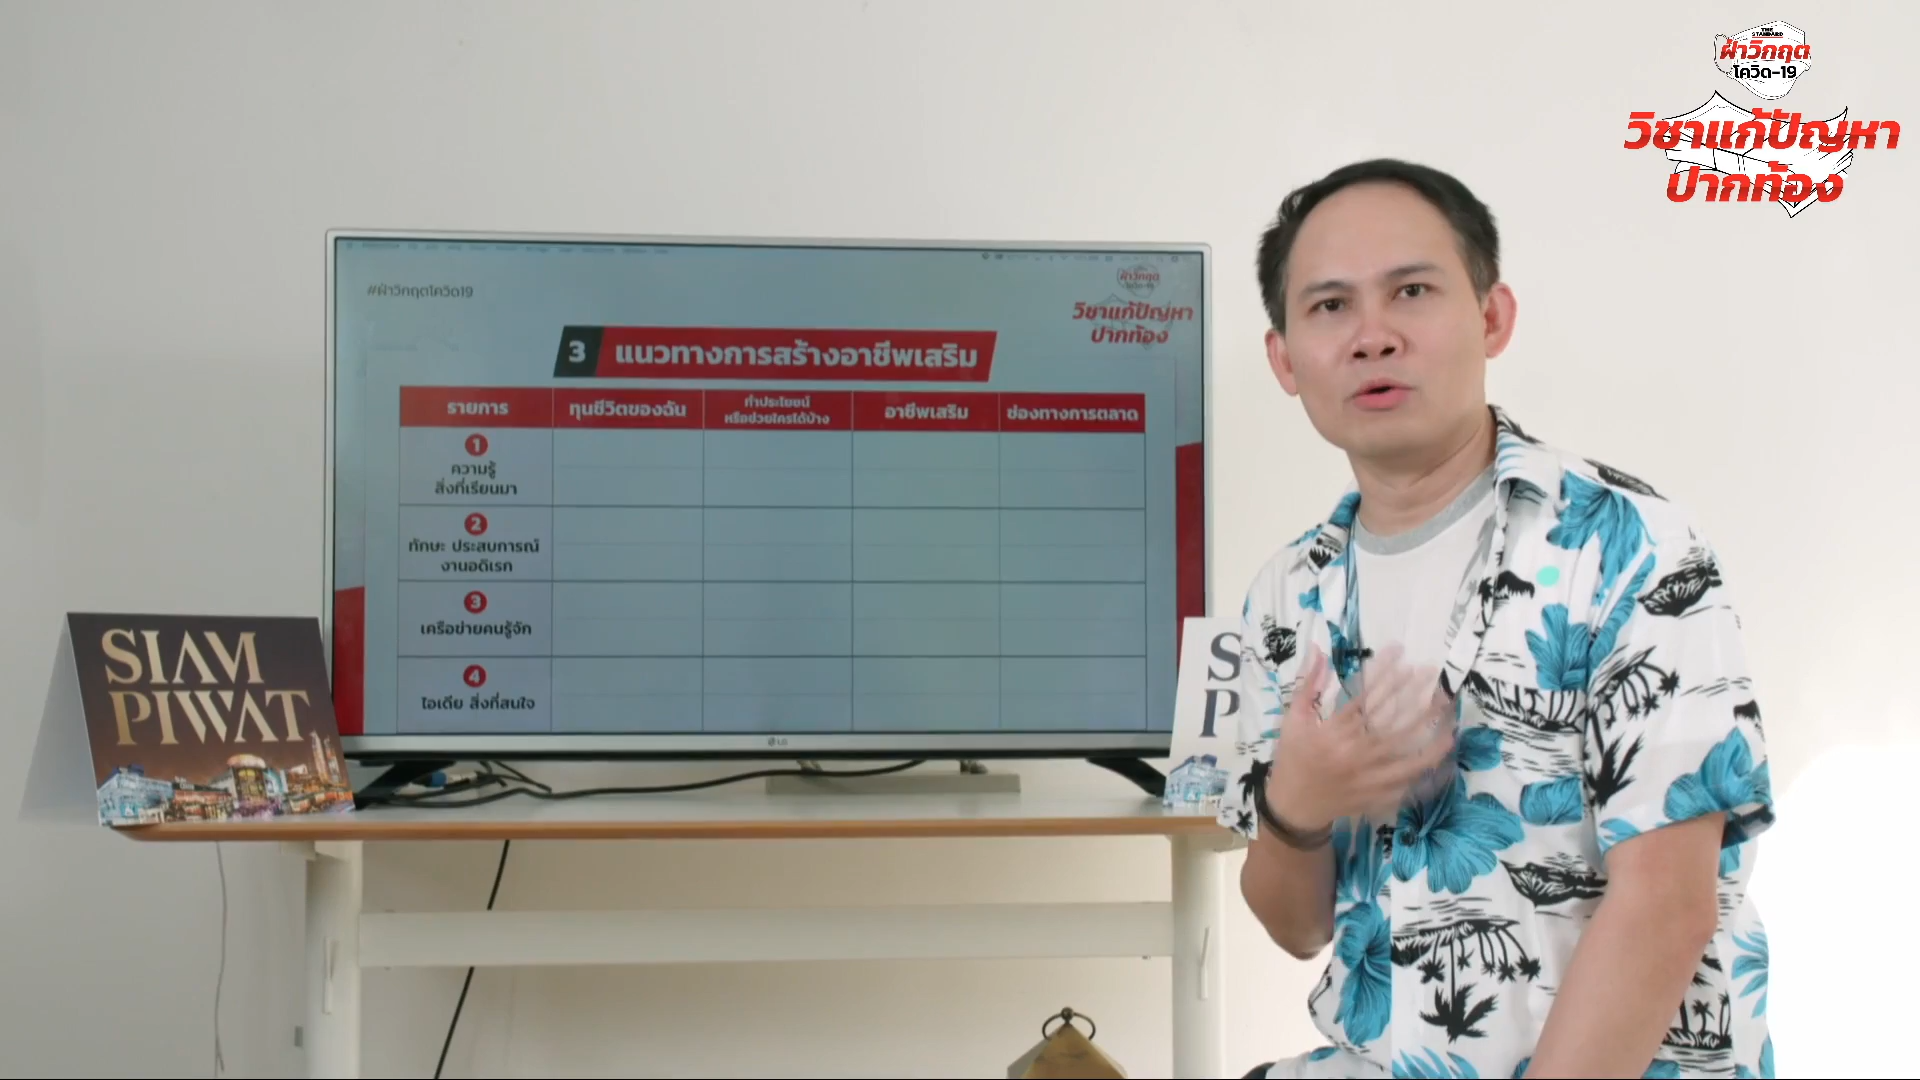 THE
STANDARD
ฝ่าวิกฤต
โควิด-19
วิชาแก้ปัญหา
ปากท้อง
#ฝ่าวิกฤตโควิด19
ฝ่าวิกฤต
วิชาแก้ปัญหา
ปากท้อง
3 แนวทางการสร้างอาชีพเสริม
รายการ
ทุนชีวิตของฉัน
ทำประโยชน์
หรือช่วยใครได้บ้าง
อาชีพเสริม
ช่องทางการตลาด
1
ความรู้
สิ่งที่เรียนมา
2
ทักษะ ประสบการณ์
งานอดิเรก
3
เครือข่ายคนรู้จัก
4
ไอเดีย สิ่งที่สนใจ
LG
SIAM
PIWAT
S
P